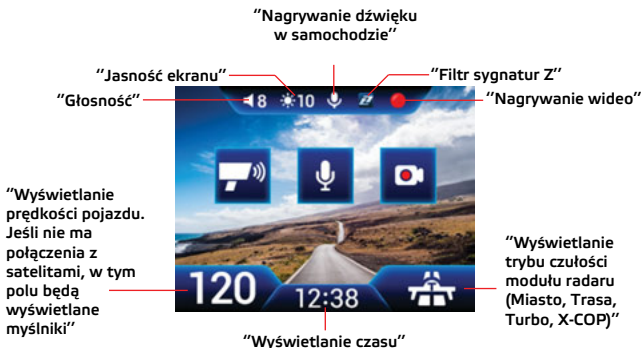 "Nagrywanie dźwięku
w samochodzie"
"Jasność ekranu"
"Filtr sygnatur Z"
"Głosność"
"Nagrywanie wideo"
8
10
Z
"Wyświetlanie
prędkości pojazdu.
Jeśli nie ma
połączenia z
satelitami, w tym
polu będą
wyświetlane
myślniki"
"Wyświetlanie
trybu czułości
modułu radaru
(Miasto, Trasa,
Turbo, X-COP)"
120
12:38
"Wyświetlanie czasu"